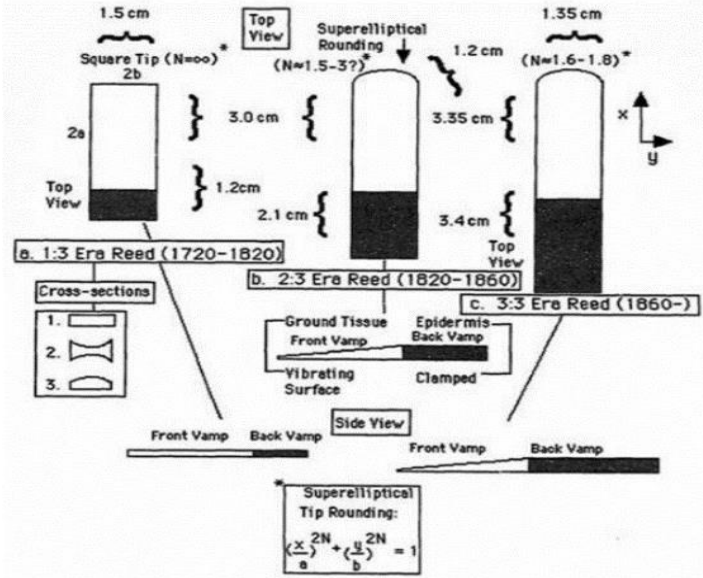 1.5 cm
Top
View
Superelliptical
Rounding
1.35 cm
Square Tip (N=∞)*
2b
(N≈1.5-3?)*
1.2 cm
(N≈1.6-1.8)*
2a
3.0 cm
3.35 cm
x
y
Top
View
1.2cm
2.1 cm
3.4 cm
Top
View
a. 1:3 Era Reed (1720-1820)
b. 2:3 Era Reed (1820-1860)
c. 3:3 Era Reed (1860-)
Cross-sections
1.
2.
3.
Ground Tissue
Epidermis
Front Vamp
Back Vamp
Vibrating
Surface
Clamped
Side View
Front Vamp
Back Vamp
Front Vamp
Back Vamp
*
Superelliptical
Tip Rounding:
(x/a)^2N + (y/b)^2N = 1